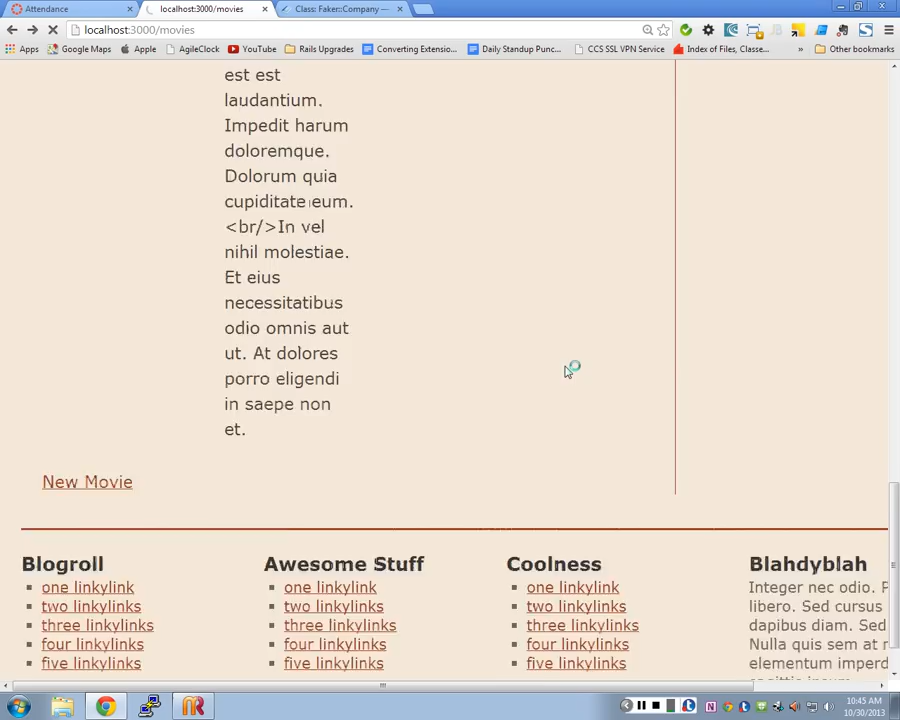 Attendance
localhost:3000/movies
Class: Faker::Company —
localhost:3000/movies
Apps
Google Maps
Apple
AgileClock
YouTube
Rails Upgrades
Converting Extensio...
Daily Standup Punc...
CCS SSL VPN Service
Index of Files, Classe...
»
Other bookmarks
est est
laudantium.
Impedit harum
doloremque.
Dolorum quia
cupiditate eum.
<br/>In vel
nihil molestiae.
Et eius
necessitatibus
odio omnis aut
ut. At dolores
porro eligendi
in saepe non
et.
New Movie
Blogroll
one linkylink
two linkylinks
three linkylinks
four linkylinks
five linkylinks
Awesome Stuff
one linkylink
two linkylinks
three linkylinks
four linkylinks
five linkylinks
Coolness
one linkylink
two linkylinks
three linkylinks
four linkylinks
five linkylinks
Blahdyblah
Integer nec odio. P
libero. Sed cursus
dapibus diam. Sed
Nulla quis sem at n
elementum imperd
10:45 AM
10/30/2013